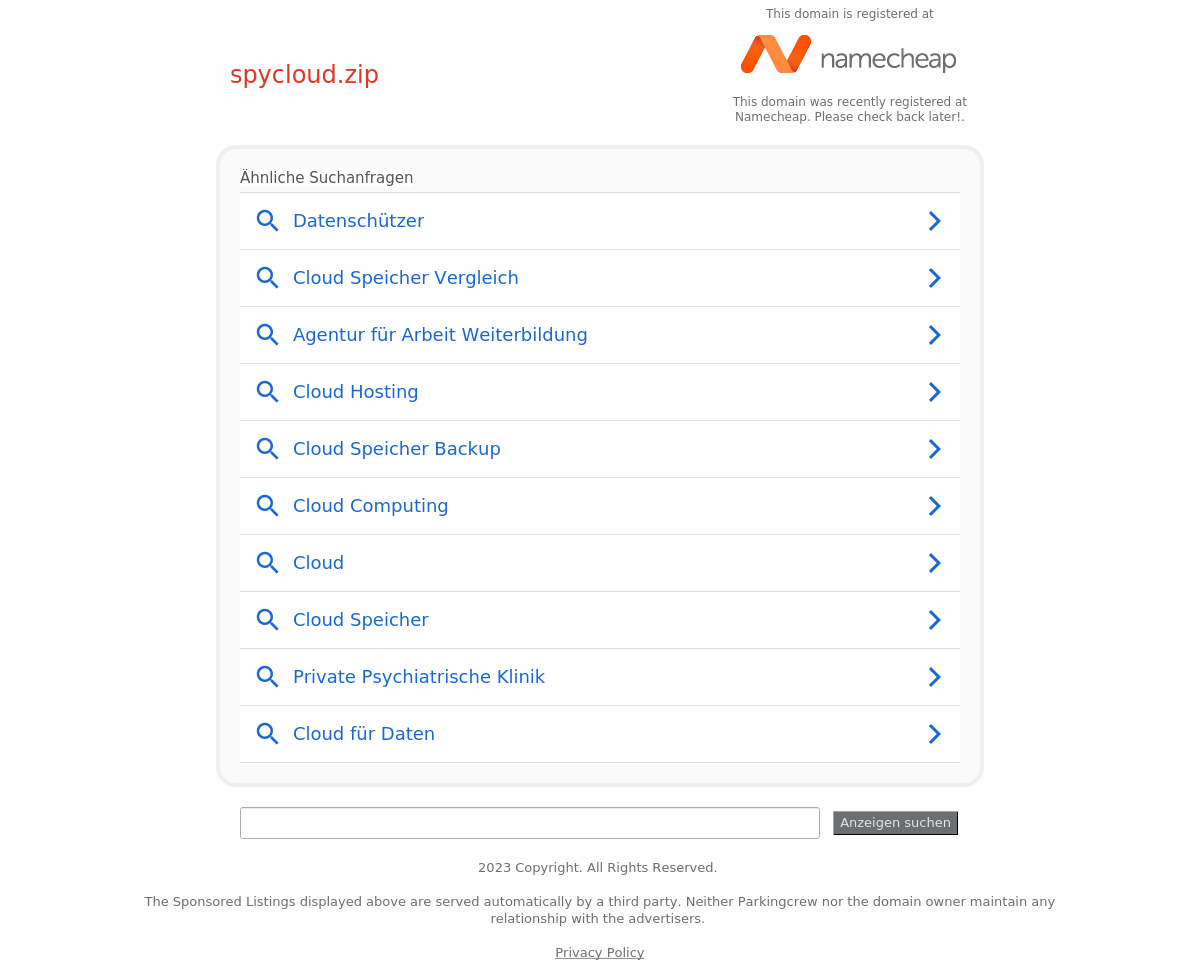 This domain is registered at
namecheap
spycloud.zip
This domain was recently registered at
Namecheap. Please check back later!.
Ähnliche Suchanfragen
Datenschützer
Cloud Speicher Vergleich
Agentur für Arbeit Weiterbildung
Cloud Hosting
Cloud Speicher Backup
Cloud Computing
Cloud
Cloud Speicher
Private Psychiatrische Klinik
Cloud für Daten
Anzeigen suchen
2023 Copyright. All Rights Reserved.
The Sponsored Listings displayed above are served automatically by a third party. Neither Parkingcrew nor the domain owner maintain any
relationship with the advertisers.
Privacy Policy